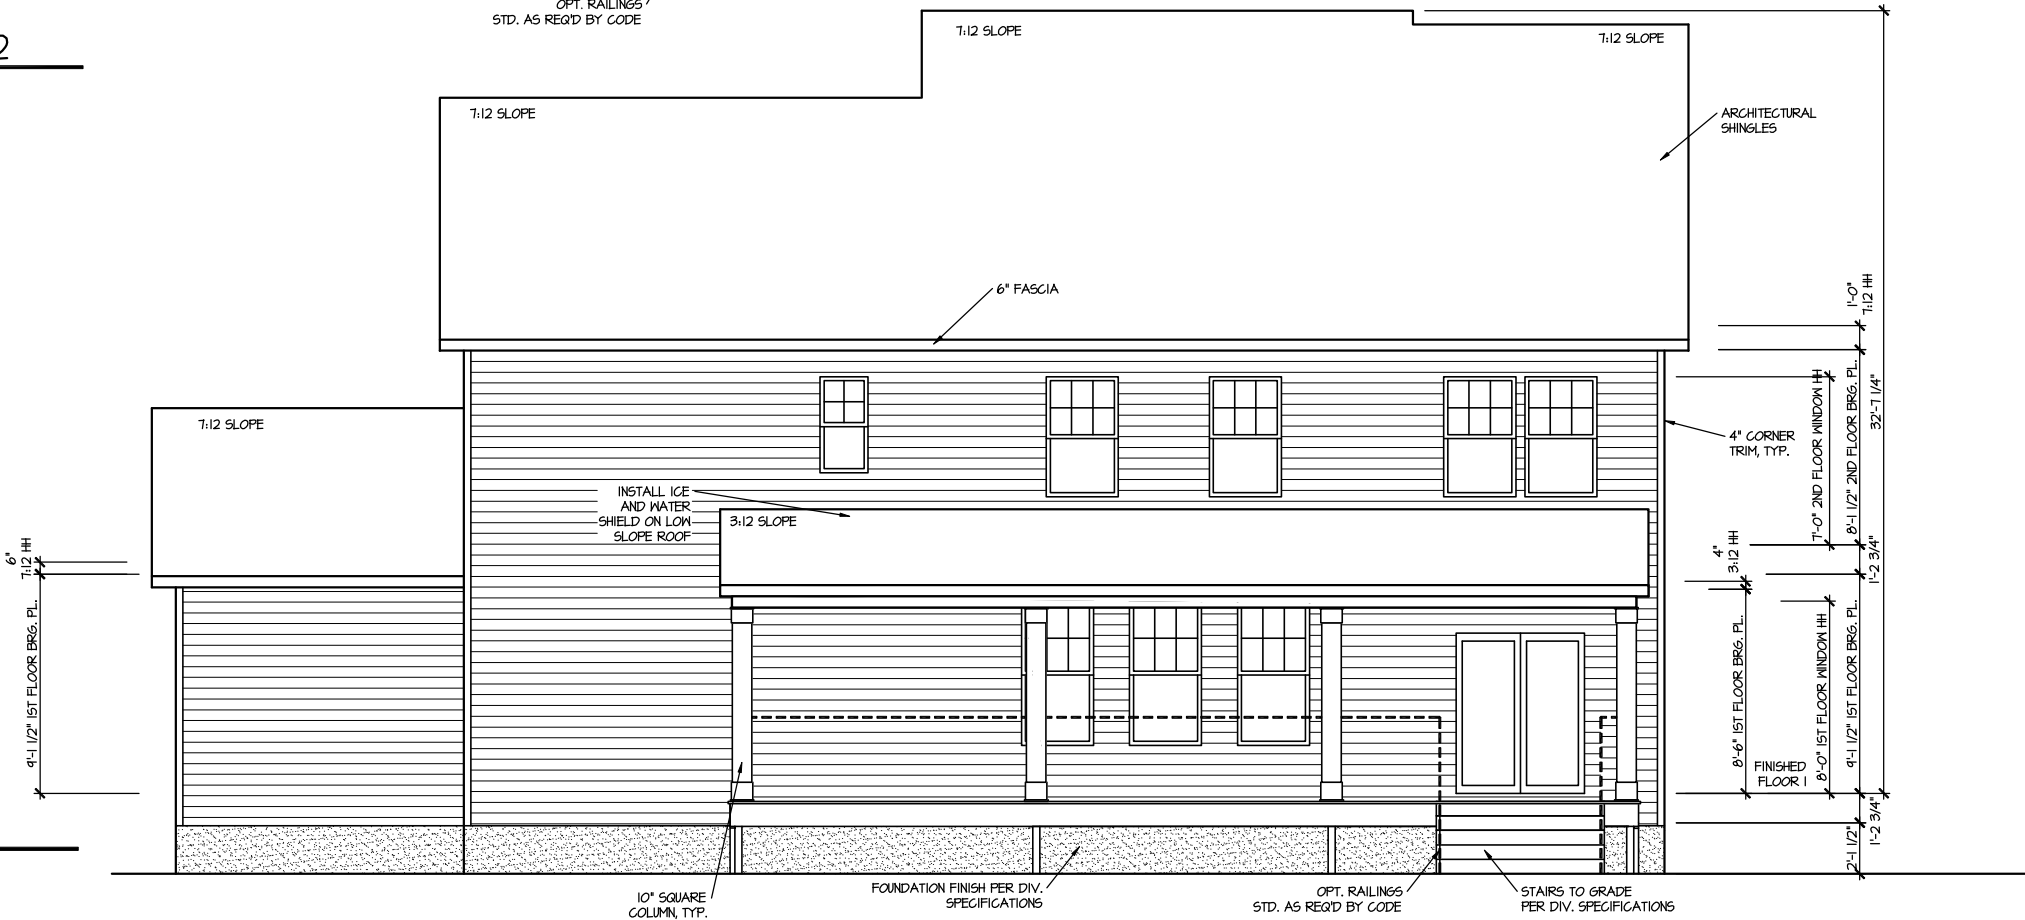 OPT. RAILINGS
STD. AS REQ'D BY CODE
2
7:12 SLOPE
7:12 SLOPE
7:12 SLOPE
ARCHITECTURAL
SHINGLES
6" FASCIA
1'-0"
7:12 HH
32'-7 1/4"
7'-0" 2ND FLOOR WINDOW HH
8'-1 1/2" 2ND FLOOR BRG. PL.
7:12 SLOPE
4" CORNER
TRIM, TYP.
INSTALL ICE
AND WATER
SHIELD ON LOW
SLOPE ROOF
3:12 SLOPE
6"
7:12 HH
4"
3:12 HH
1'-2 3/4"
9'-1 1/2" 1ST FLOOR BRG. PL.
8'-6" 1ST FLOOR BRG. PL.
8'-0" 1ST FLOOR WINDOW HH
9'-1 1/2" 1ST FLOOR BRG. PL.
FINISHED
FLOOR 1
1'-2 3/4"
2'-1 1/2"
10" SQUARE
COLUMN, TYP.
FOUNDATION FINISH PER DIV.
SPECIFICATIONS
OPT. RAILINGS
STD. AS REQ'D BY CODE
STAIRS TO GRADE
PER DIV. SPECIFICATIONS